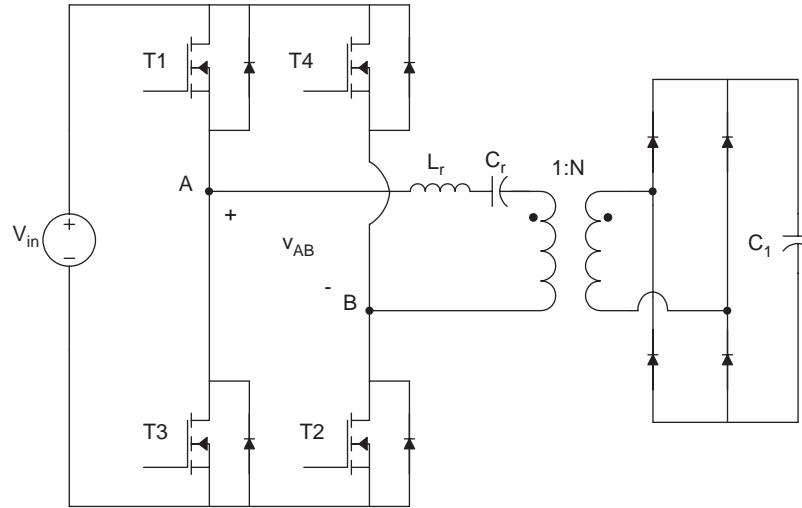 T1
T4
L_r
C_r
1:N
A
+
V_in
+
−
v_AB
C_1
-
B
T3
T2